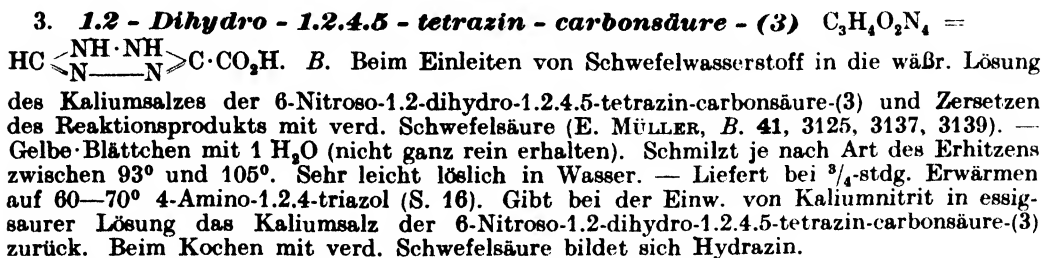 3. 1.2 - Dihydro - 1.2.4.5 - tetrazin - carbonsäure - (3) C₃H₄O₂N₄ =
HC<NH·NH/N——N>C·CO₂H. B. Beim Einleiten von Schwefelwasserstoff in die wäßr. Lösung
des Kaliumsalzes der 6-Nitroso-1.2-dihydro-1.2.4.5-tetrazin-carbonsäure-(3) und Zersetzen
des Reaktionsprodukts mit verd. Schwefelsäure (E. MÜLLER, B. 41, 3125, 3137, 3139). —
Gelbe Blättchen mit 1 H₂O (nicht ganz rein erhalten). Schmilzt je nach Art des Erhitzens
zwischen 93⁰ und 105⁰. Sehr leicht löslich in Wasser. — Liefert bei ³/₄-stdg. Erwärmen
auf 60—70⁰ 4-Amino-1.2.4-triazol (S. 16). Gibt bei der Einw. von Kaliumnitrit in essig-
saurer Lösung das Kaliumsalz der 6-Nitroso-1.2-dihydro-1.2.4.5-tetrazin-carbonsäure-(3)
zurück. Beim Kochen mit verd. Schwefelsäure bildet sich Hydrazin.